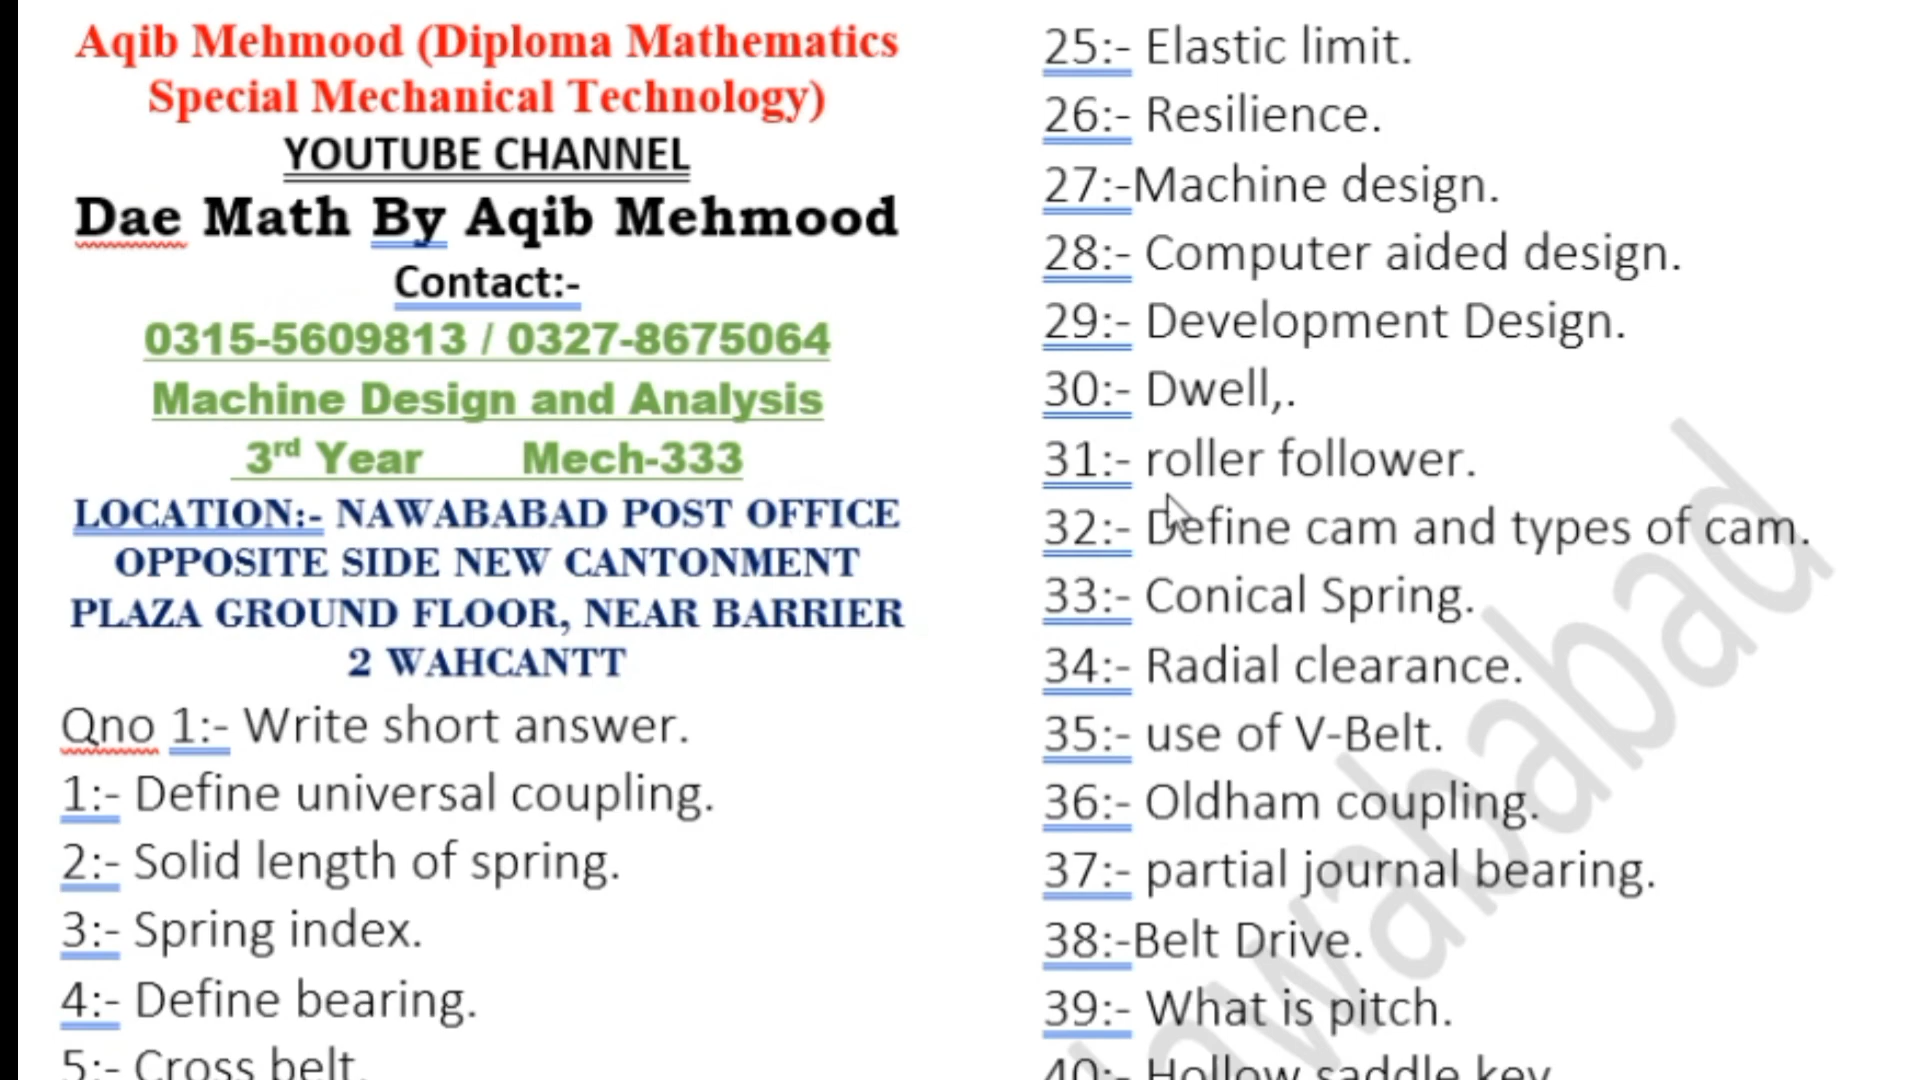 Aqib Mehmood (Diploma Mathematics
Special Mechanical Technology)
YOUTUBE CHANNEL
Dae Math By Aqib Mehmood
Contact:-
0315-5609813 / 0327-8675064
Machine Design and Analysis
3rd Year Mech-333
LOCATION:- NAWABABAD POST OFFICE
OPPOSITE SIDE NEW CANTONMENT
PLAZA GROUND FLOOR, NEAR BARRIER
2 WAHCANTT
Qno 1:- Write short answer.
1:- Define universal coupling.
2:- Solid length of spring.
3:- Spring index.
4:- Define bearing.
5:- Cross belt.
25:- Elastic limit.
26:- Resilience.
27:-Machine design.
28:- Computer aided design.
29:- Development Design.
30:- Dwell,.
31:- roller follower.
32:- Define cam and types of cam.
33:- Conical Spring.
34:- Radial clearance.
35:- use of V-Belt.
36:- Oldham coupling.
37:- partial journal bearing.
38:-Belt Drive.
39:- What is pitch.
40:- Hollow saddle key